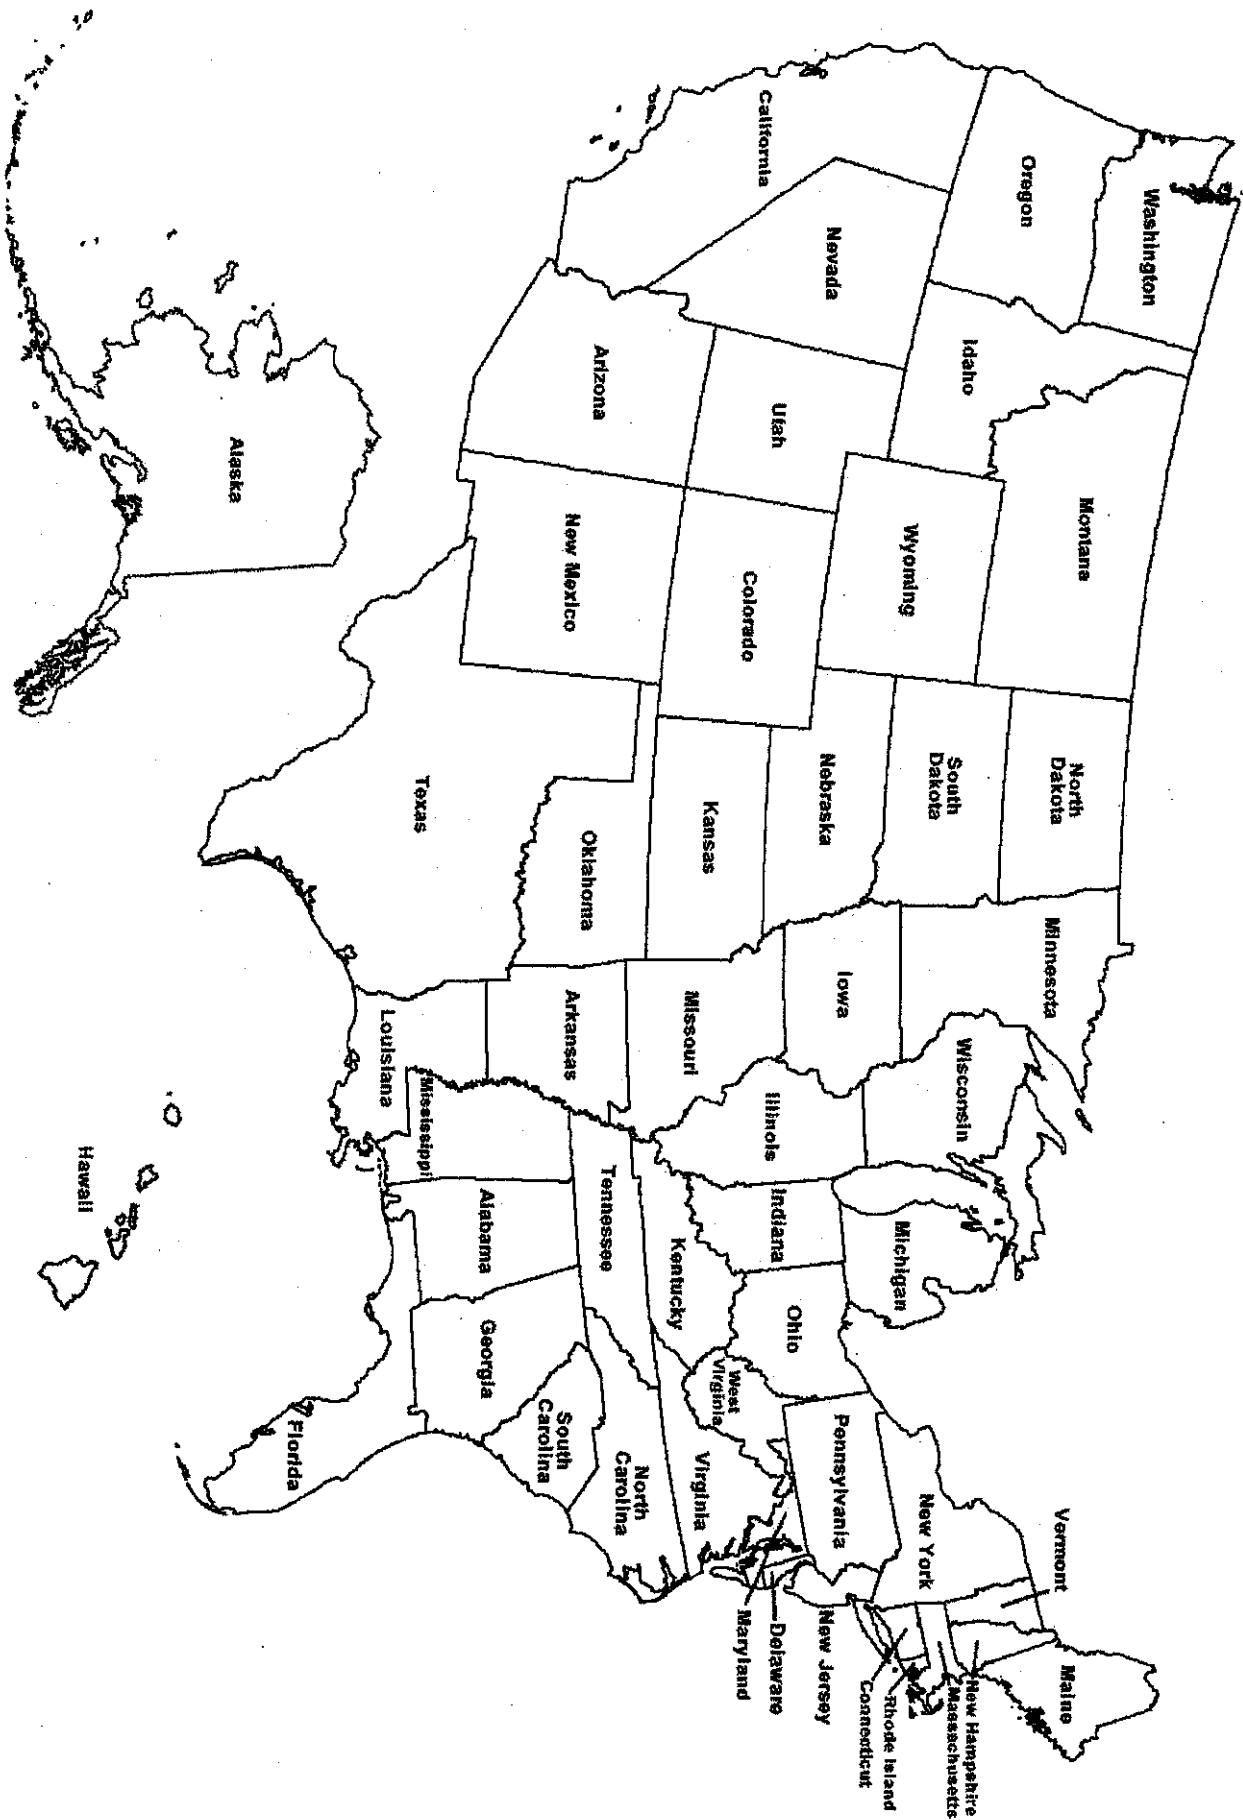 Washington
Oregon
California
Nevada
Idaho
Montana
Wyoming
Utah
Arizona
Colorado
New Mexico
North
Dakota
South
Dakota
Nebraska
Kansas
Oklahoma
Texas
Minnesota
Iowa
Missouri
Arkansas
Louisiana
Wisconsin
Illinois
Mississippi
Michigan
Indiana
Ohio
Kentucky
Tennessee
Alabama
Georgia
Florida
South
Carolina
North
Carolina
Virginia
West
Virginia
Pennsylvania
New York
Vermont
Maine
New Hampshire
Massachusetts
Rhode Island
Connecticut
New Jersey
Delaware
Maryland
Alaska
Hawaii